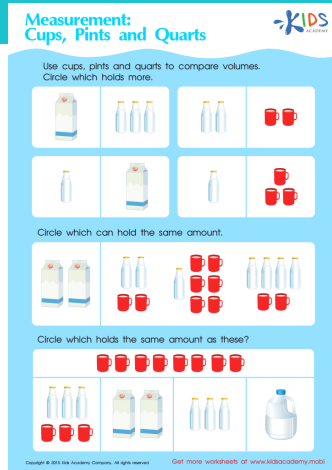 Measurement:
Cups, Pints and Quarts
KIDS
ACADEMY
Use cups, pints and quarts to compare volumes.
Circle which holds more.
Circle which can hold the same amount.
Circle which holds the same amount as these?
Copyright © 2015 Kids Academy Company. All rights reserved
Get more worksheets at www.kidsacademy.mobi